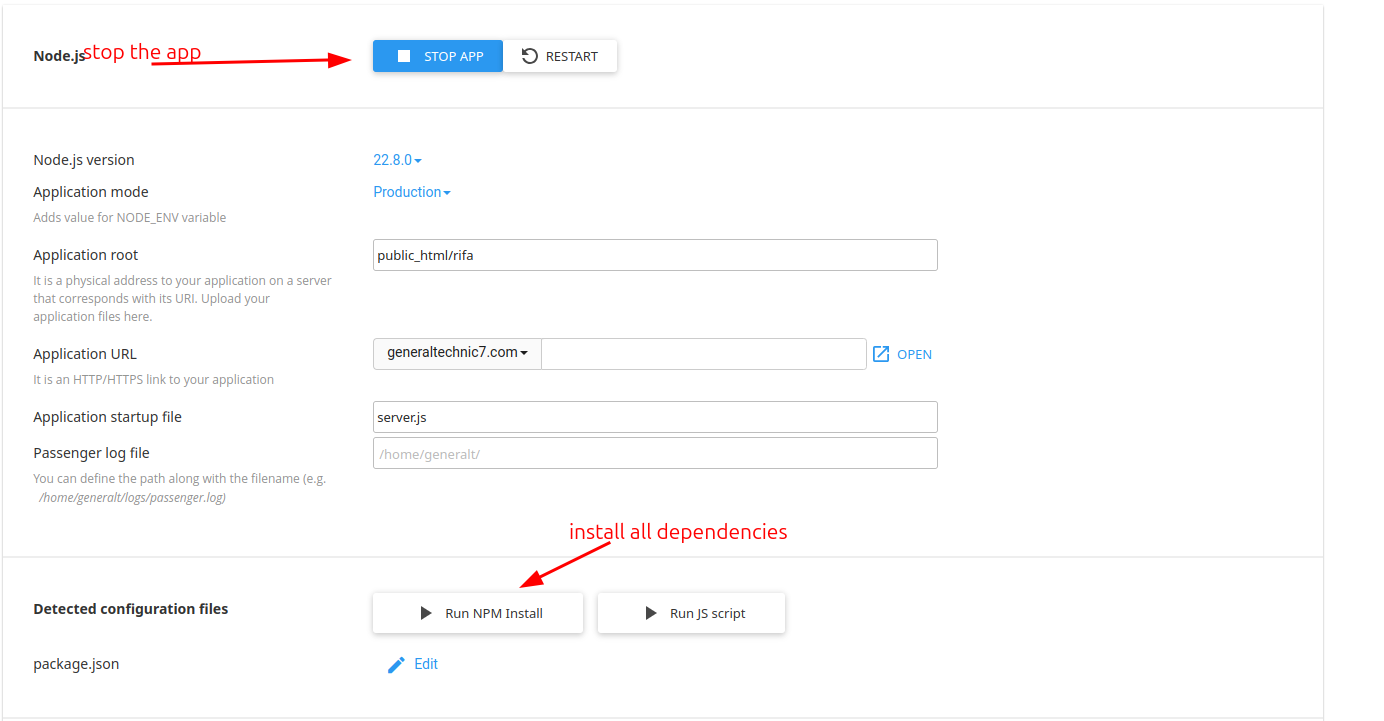 Node.js
stop the app
STOP APP
RESTART
Node.js version
22.8.0
Application mode
Production
Adds value for NODE_ENV variable
Application root
public_html/rifa
It is a physical address to your application on a server
that corresponds with its URI. Upload your
application files here.
Application URL
generaltechnic7.com
OPEN
It is an HTTP/HTTPS link to your application
Application startup file
server.js
Passenger log file
/home/generalt/
You can define the path along with the filename (e.g.
/home/generalt/logs/passenger.log)
install all dependencies
Detected configuration files
Run NPM Install
Run JS script
package.json
Edit